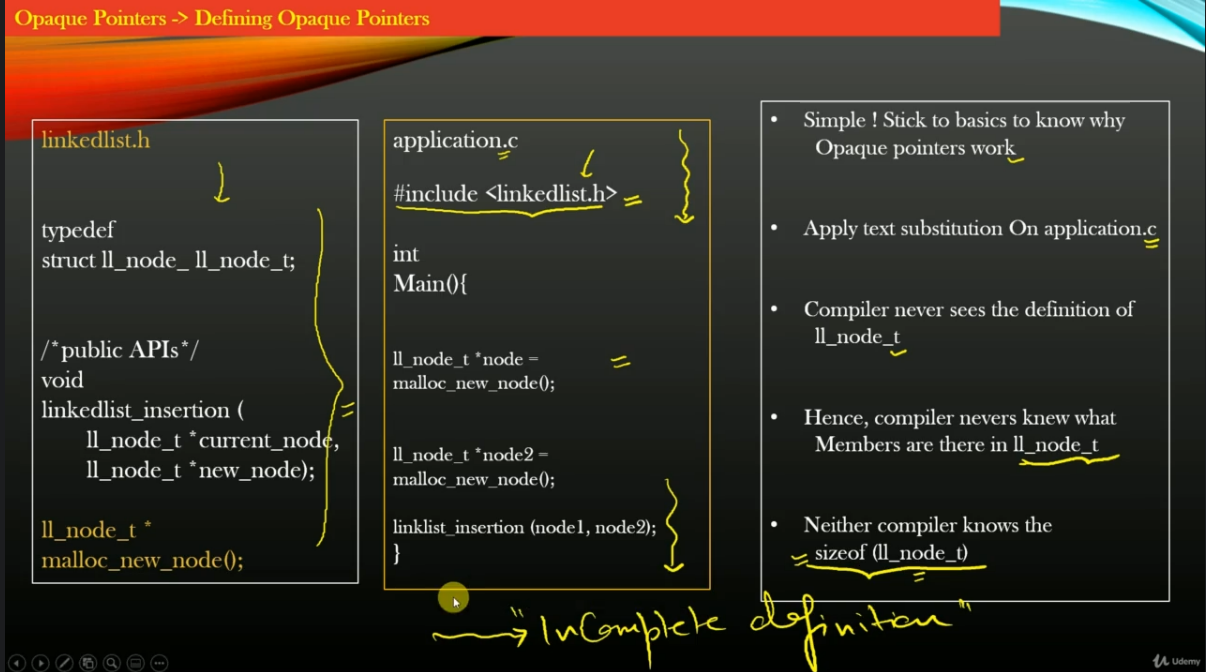 Opaque Pointers -> Defining Opaque Pointers
linkedlist.h
typedef
struct ll_node_ ll_node_t;
/*public APIs*/
void
linkedlist_insertion (
ll_node_t *current_node,
ll_node_t *new_node);
ll_node_t *
malloc_new_node();
application.c
#include <linkedlist.h>
int
Main(){
ll_node_t *node =
malloc_new_node();
ll_node_t *node2 =
malloc_new_node();
linklist_insertion (node1, node2);
}
• Simple ! Stick to basics to know why
Opaque pointers work
• Apply text substitution On application.c
• Compiler never sees the definition of
ll_node_t
• Hence, compiler nevers knew what
Members are there in ll_node_t
• Neither compiler knows the
sizeof (ll_node_t)
"InComplete definition"
Udemy